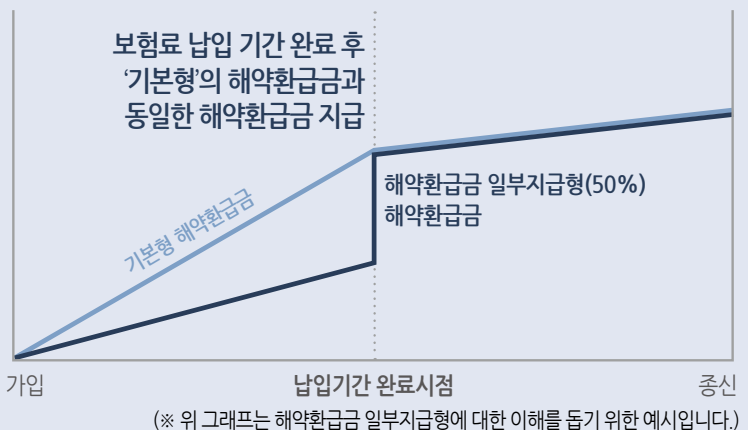 보험료 납입 기간 완료 후
‘기본형’의 해약환급금과
동일한 해약환급금 지급
기본형 해약환급금
해약환급금 일부지급형(50%)
해약환급금
가입
납입기간 완료시점
종신
(※ 위 그래프는 해약환급금 일부지급형에 대한 이해를 돕기 위한 예시입니다.)